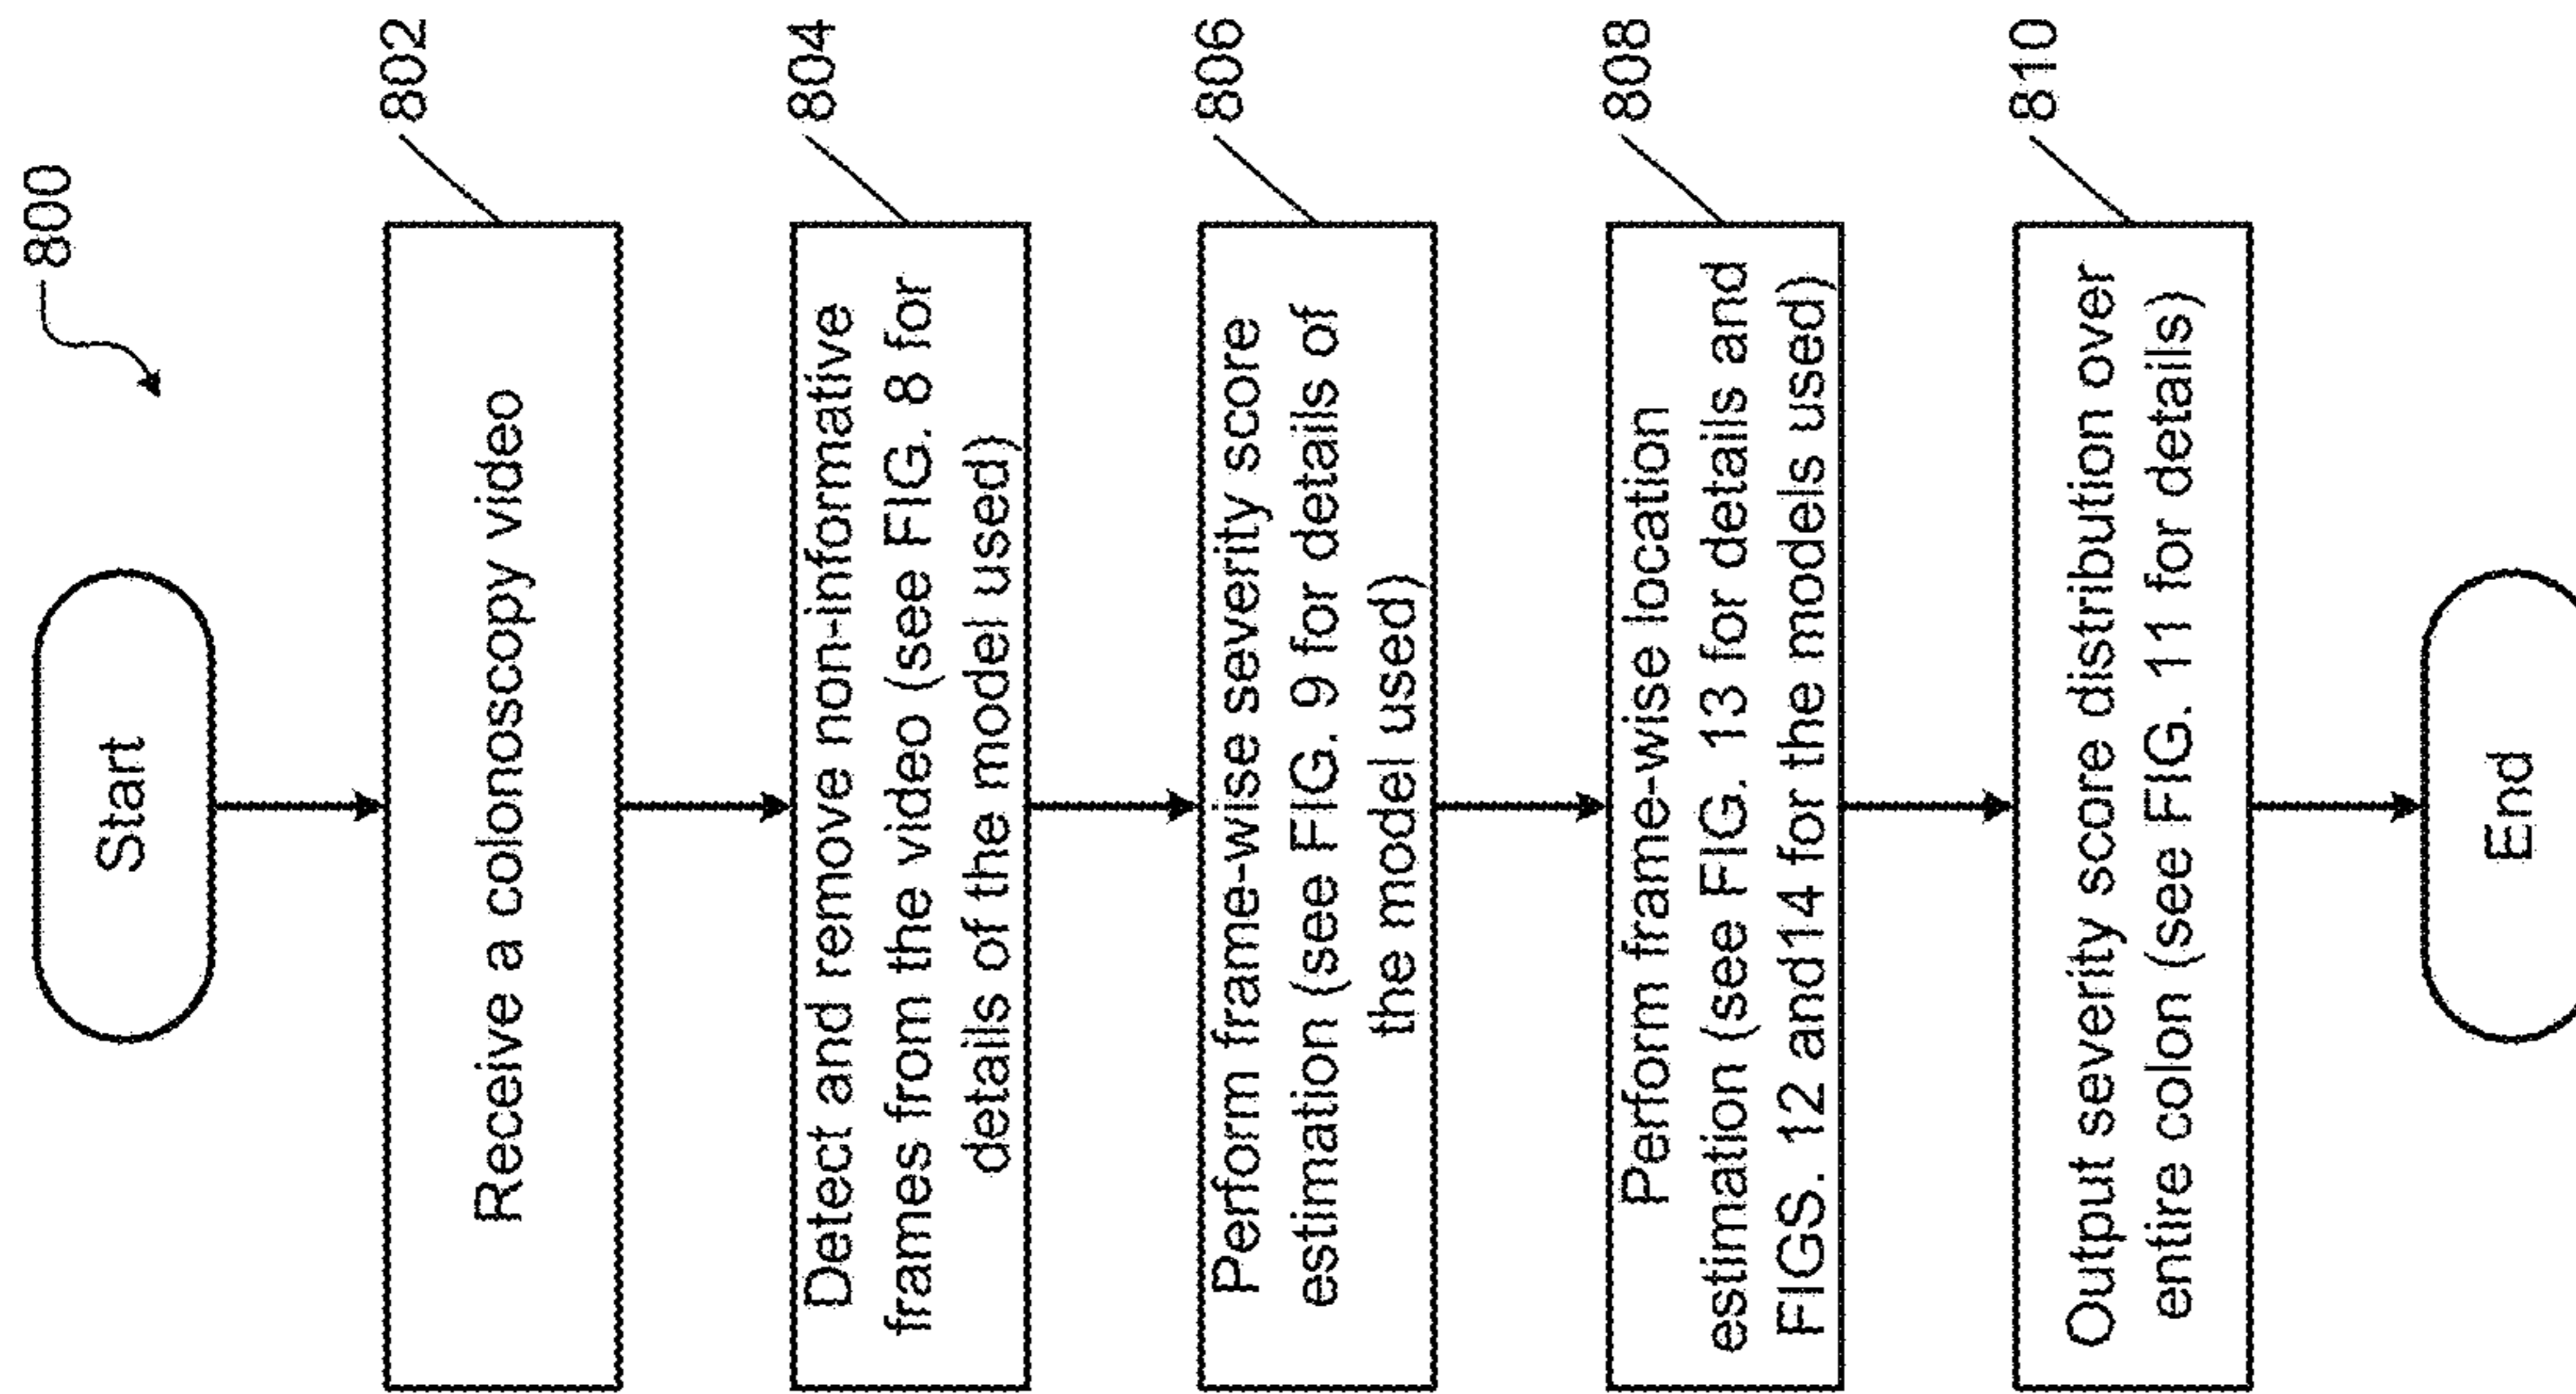 800
Start
802
Receive a colonoscopy video
804
Detect and remove non-informative
frames from the video (see FIG. 8 for
details of the model used)
806
Perform frame-wise severity score
estimation (see FIG. 9 for details of
the model used)
808
Perform frame-wise location
estimation (see FIG. 13 for details and
FIGS. 12 and14 for the models used)
810
Output severity score distribution over
entire colon (see FIG. 11 for details)
End